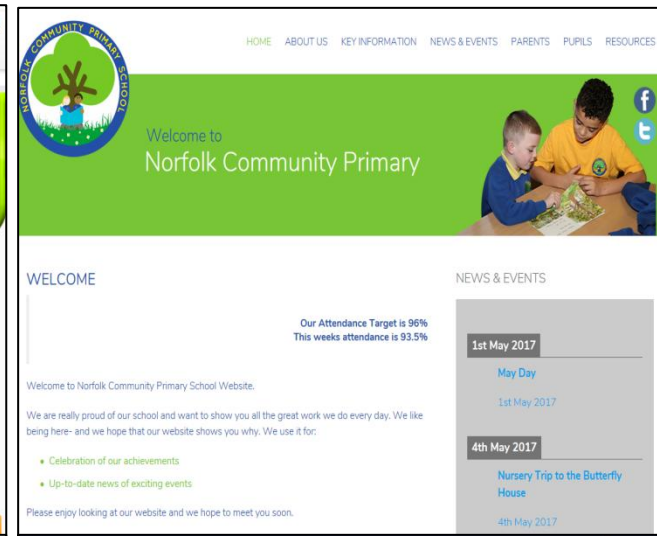 NORFOLK COMMUNITY PRIMARY SCHOOL
HOME ABOUT US KEY INFORMATION NEWS & EVENTS PARENTS PUPILS RESOURCES
f
t
Welcome to
Norfolk Community Primary
WELCOME
Our Attendance Target is 96%
This weeks attendance is 93.5%
Welcome to Norfolk Community Primary School Website.
We are really proud of our school and want to show you all the great work we do every day. We like
being here- and we hope that our website shows you why. We use it for:
Celebration of our achievements
Up-to-date news of exciting events
Please enjoy looking at our website and we hope to meet you soon.
NEWS & EVENTS
1st May 2017
May Day
1st May 2017
4th May 2017
Nursery Trip to the Butterfly
House
4th May 2017